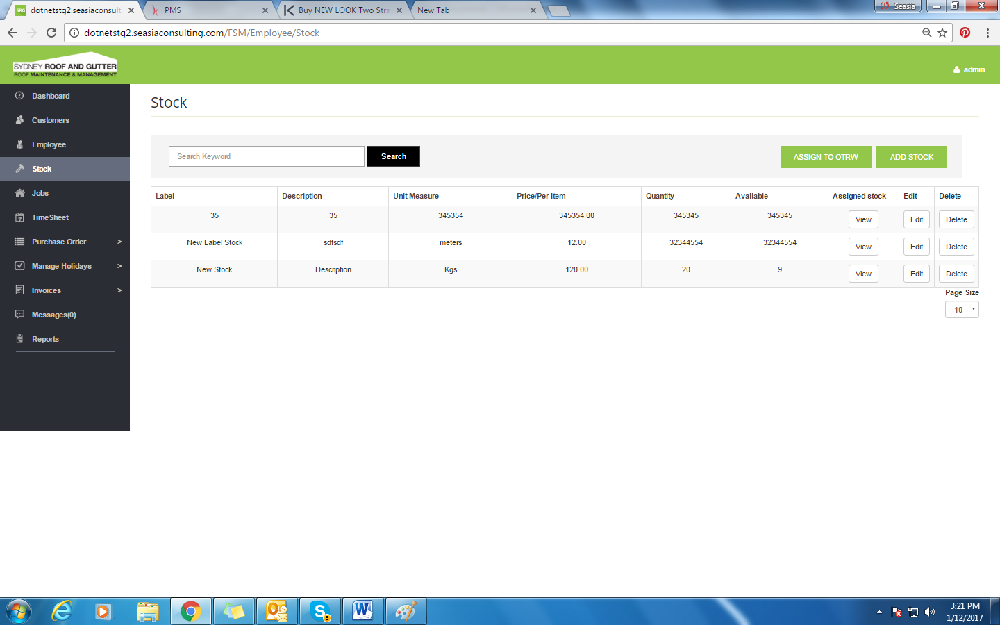 dotnetstg2.seasiaconsult
PMS
Buy NEW LOOK Two Stra
New Tab
Seasia
dotnetstg2.seasiaconsulting.com/FSM/Employee/Stock
SYDNEY ROOF AND GUTTER
ROOF MAINTENANCE & MANAGEMENT
admin
Dashboard
Customers
Employee
Stock
Jobs
TimeSheet
Purchase Order >
Manage Holidays >
Invoices >
Messages(0)
Reports
Stock
Search Keyword
Search
ASSIGN TO OTRW
ADD STOCK
Label Description Unit Measure Price/Per Item Quantity Available Assigned stock Edit Delete
35 35 345354 345354.00 345345 345345 View Edit Delete
New Label Stock sdfsdf meters 12.00 32344554 32344554 View Edit Delete
New Stock Description Kgs 120.00 20 9 View Edit Delete
Page Size
10
3:21 PM
1/12/2017